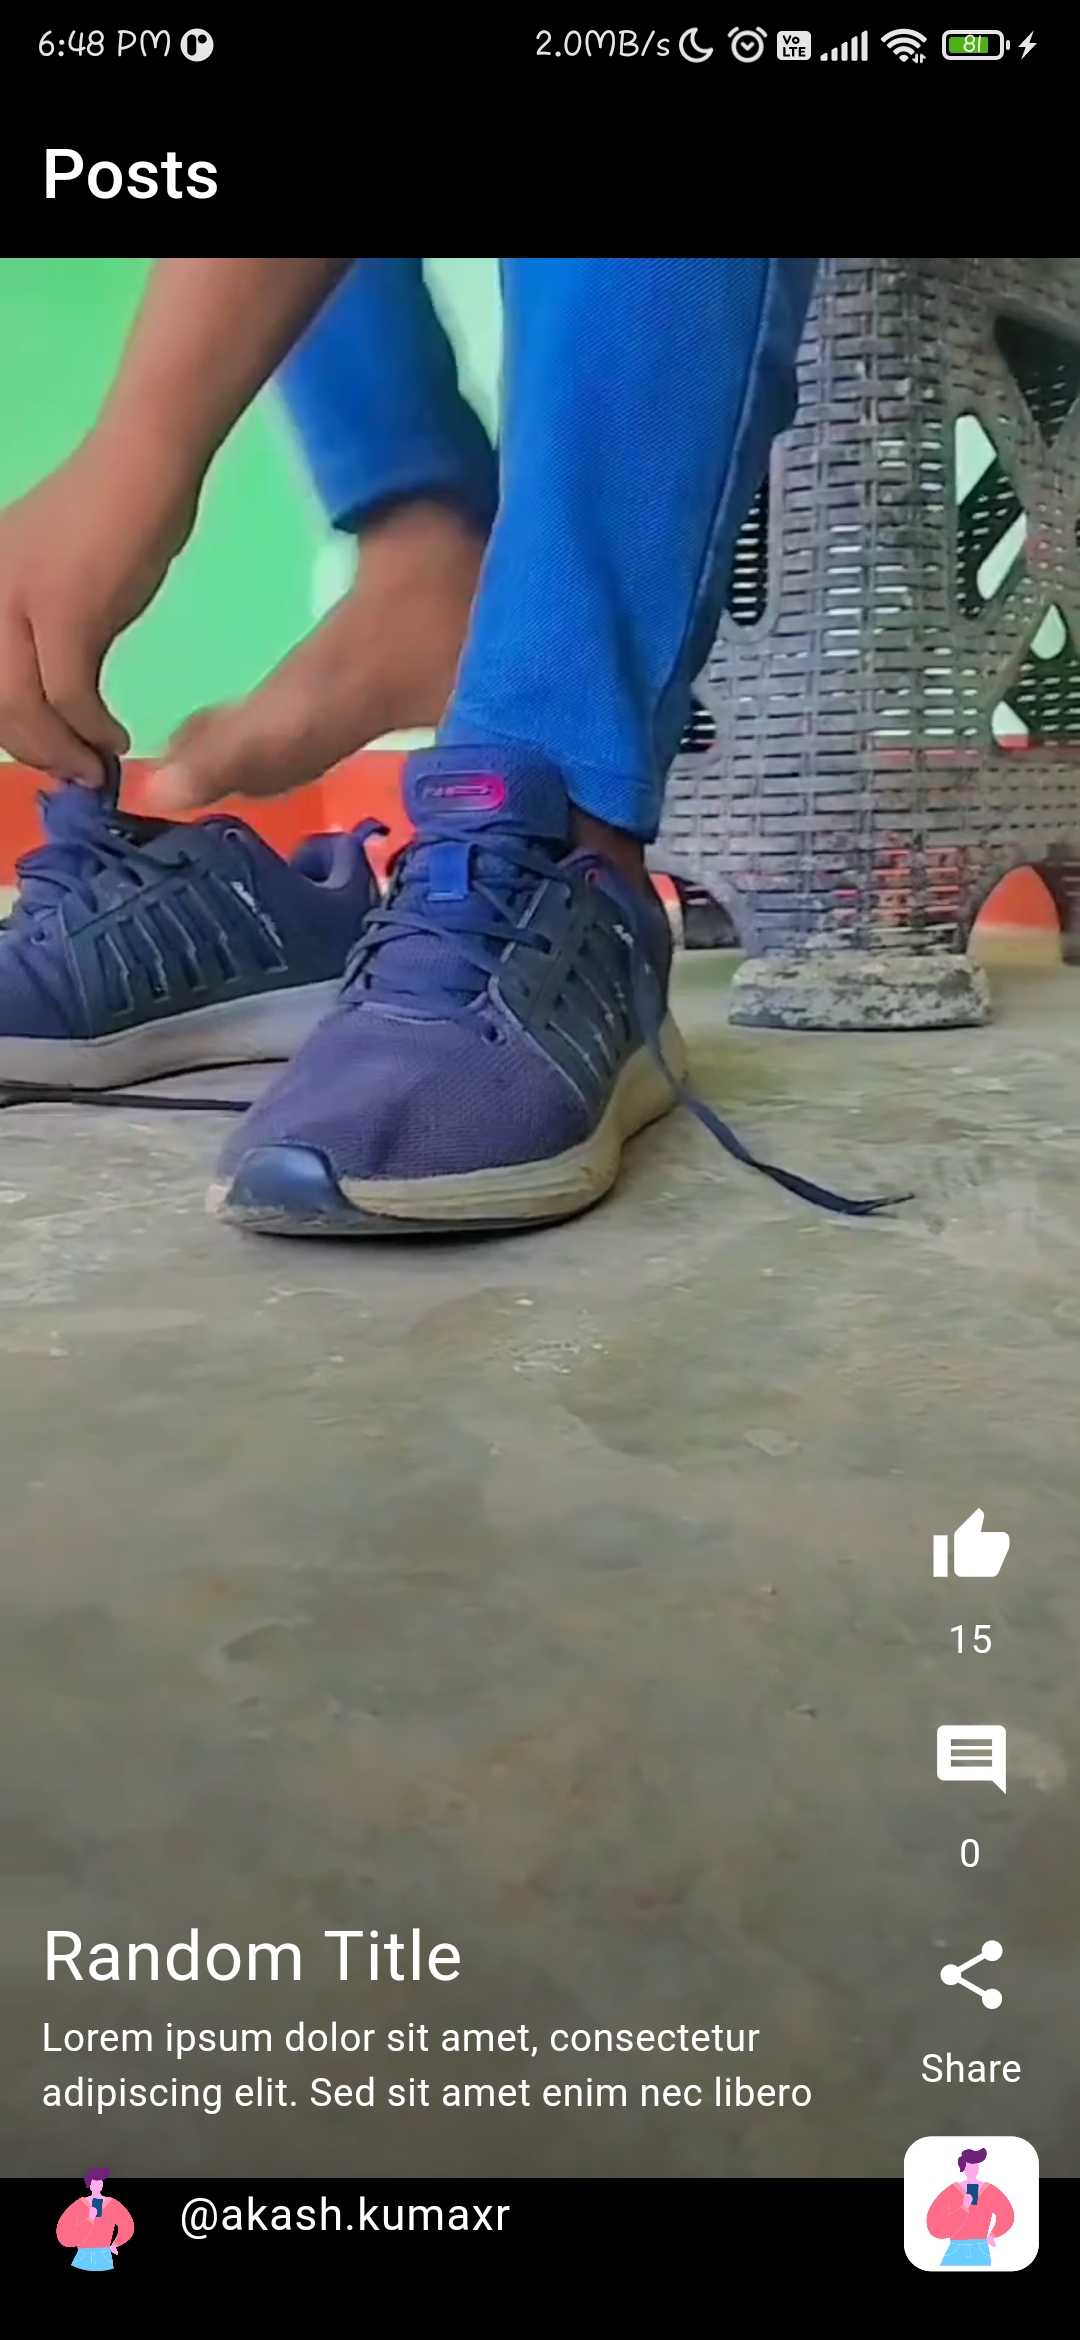 6:48 PM
2.0MB/s
Vo LTE
81
Posts
15
0
Random Title
Lorem ipsum dolor sit amet, consectetur
adipiscing elit. Sed sit amet enim nec libero
Share
@akash.kumaxr